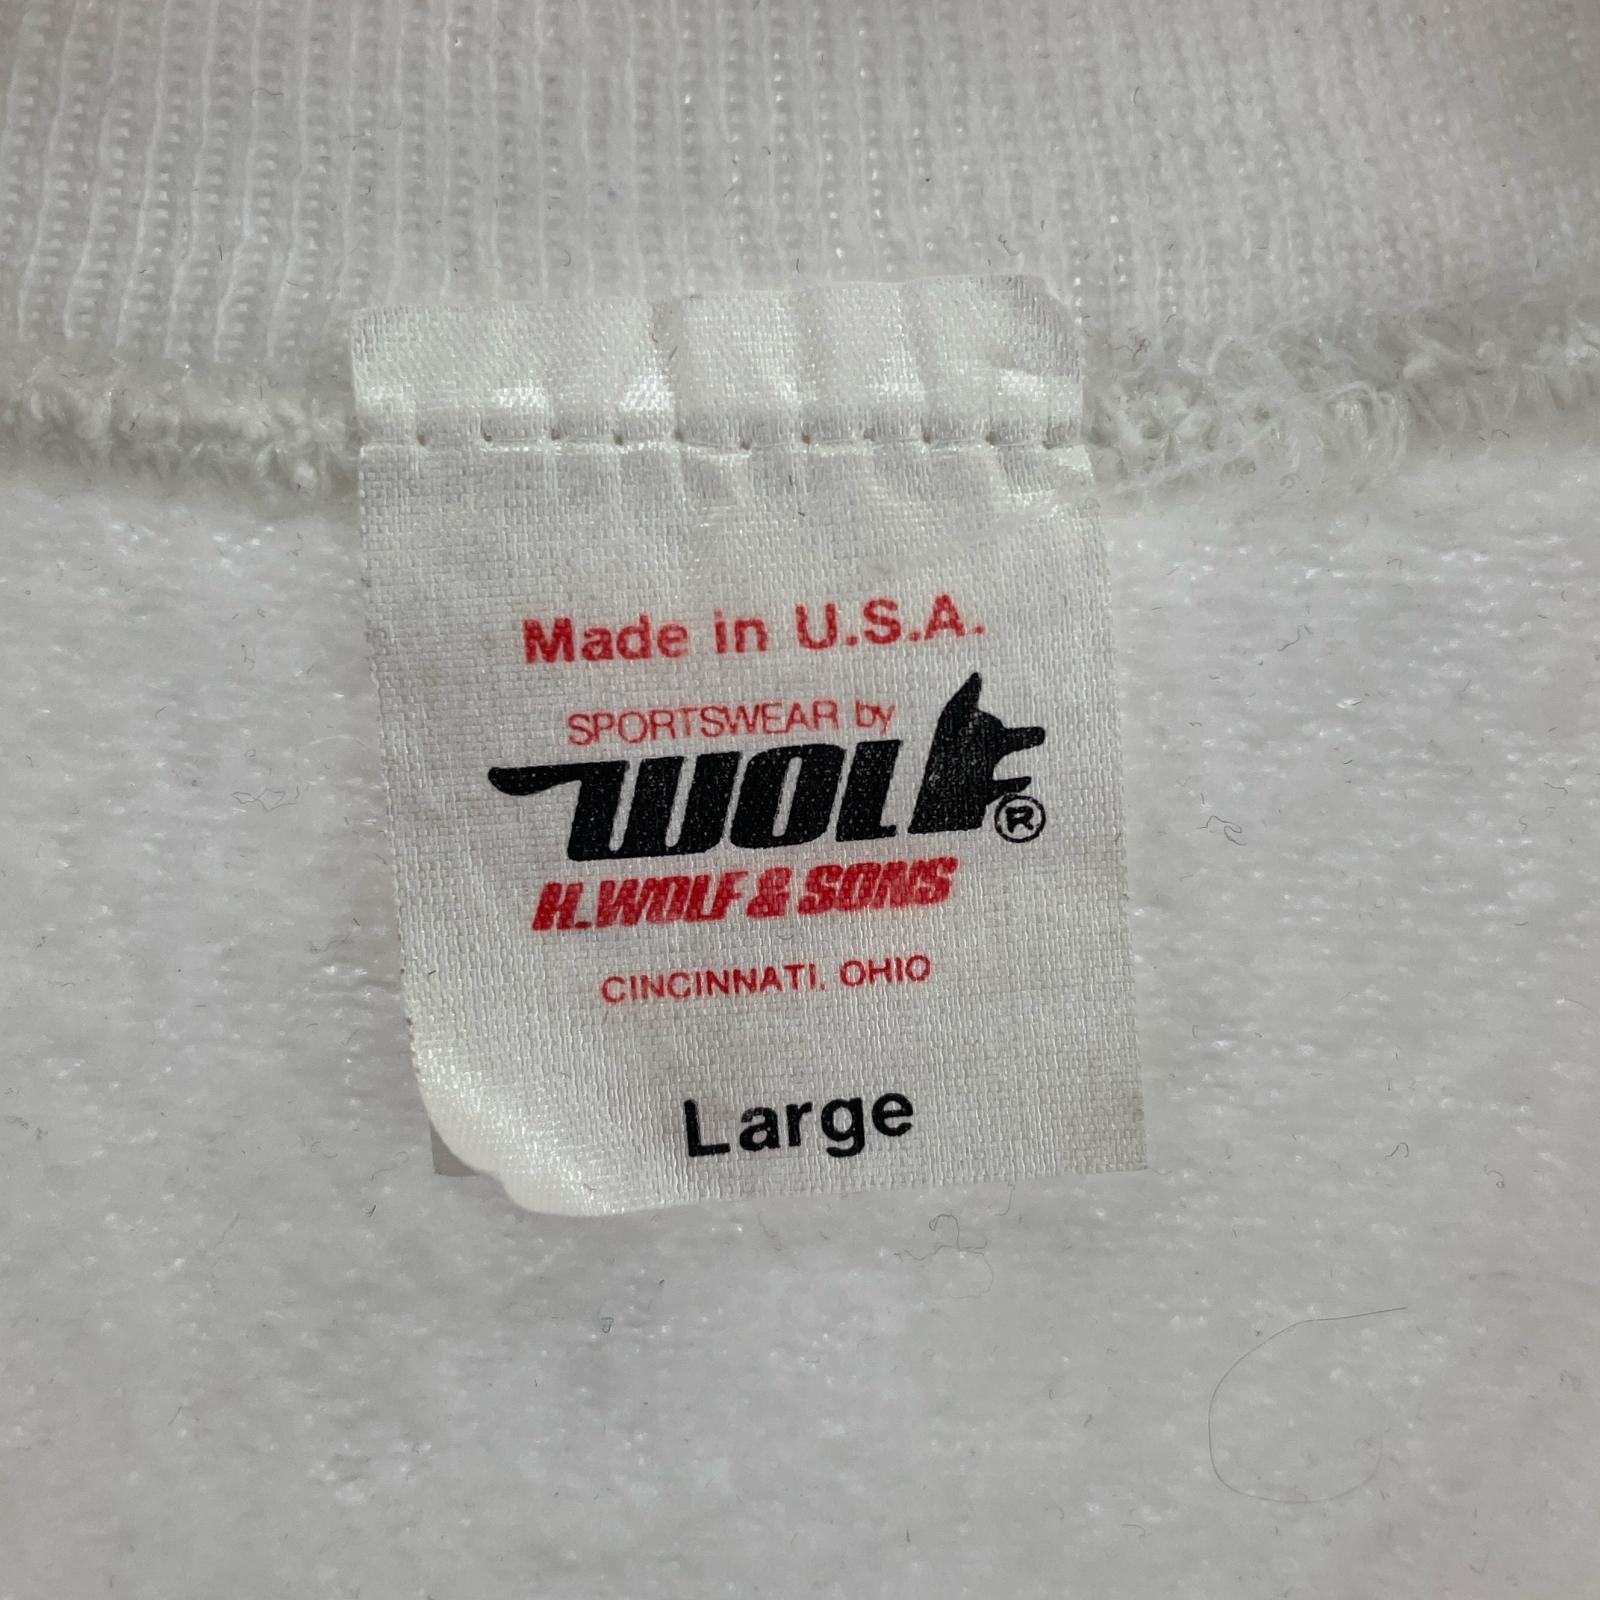 Made in U.S.A.
SPORTSWEAR by
WOLF®
H.WOLF & SONS
CINCINNATI, OHIO
Large